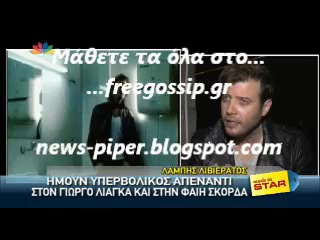 Μάθετε τα όλα στο...
...freegossip.gr
news-piper.blogspot.com
ΛΑΜΠΗΣ ΛΙΒΙΕΡΑΤΟΣ
ΗΜΟΥΝ ΥΠΕΡΒΟΛΙΚΟΣ ΑΠΕΝΑΝΤΙ
ΣΤΟΝ ΓΙΩΡΓΟ ΛΙΑΓΚΑ ΚΑΙ ΣΤΗΝ ΦΑΙΗ ΣΚΟΡΔΑ
made in
STAR